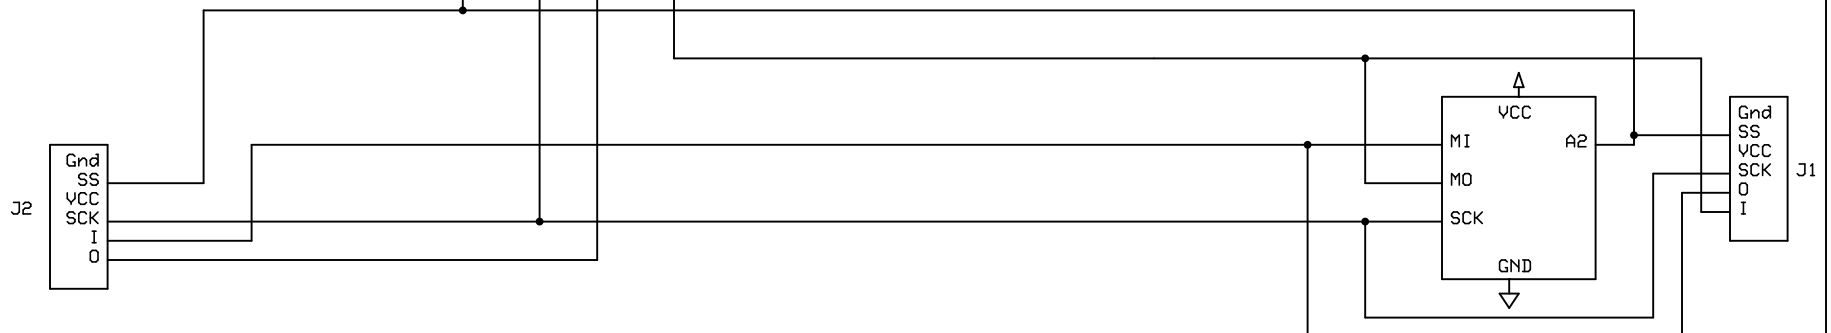 J2
Gnd
SS
VCC
SCK
I
O
VCC
MI
A2
MO
SCK
GND
Gnd
SS
VCC
SCK
O
I
J1